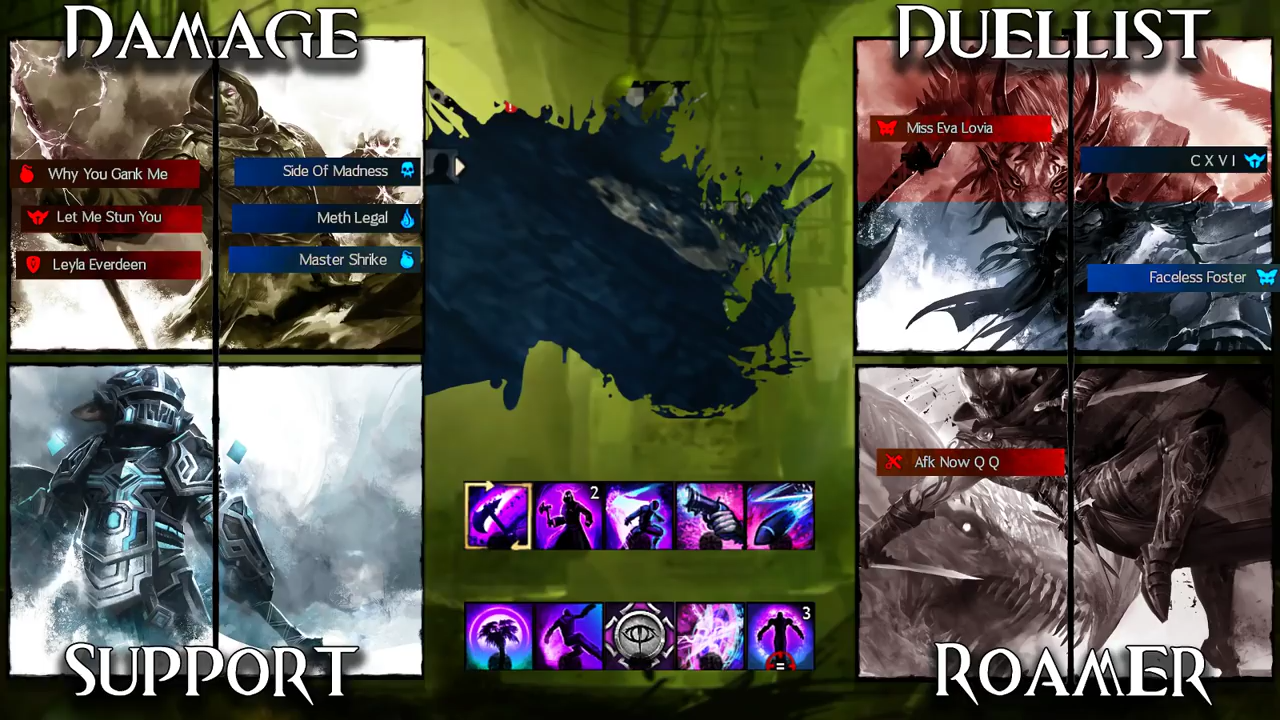 DAMAGE
Why You Gank Me
Let Me Stun You
Leyla Everdeen
Side Of Madness
Meth Legal
Master Shrike
SUPPORT
2
3
DUELLIST
Miss Eva Lovia
C X V I
Faceless Foster
Afk Now Q Q
ROAMER